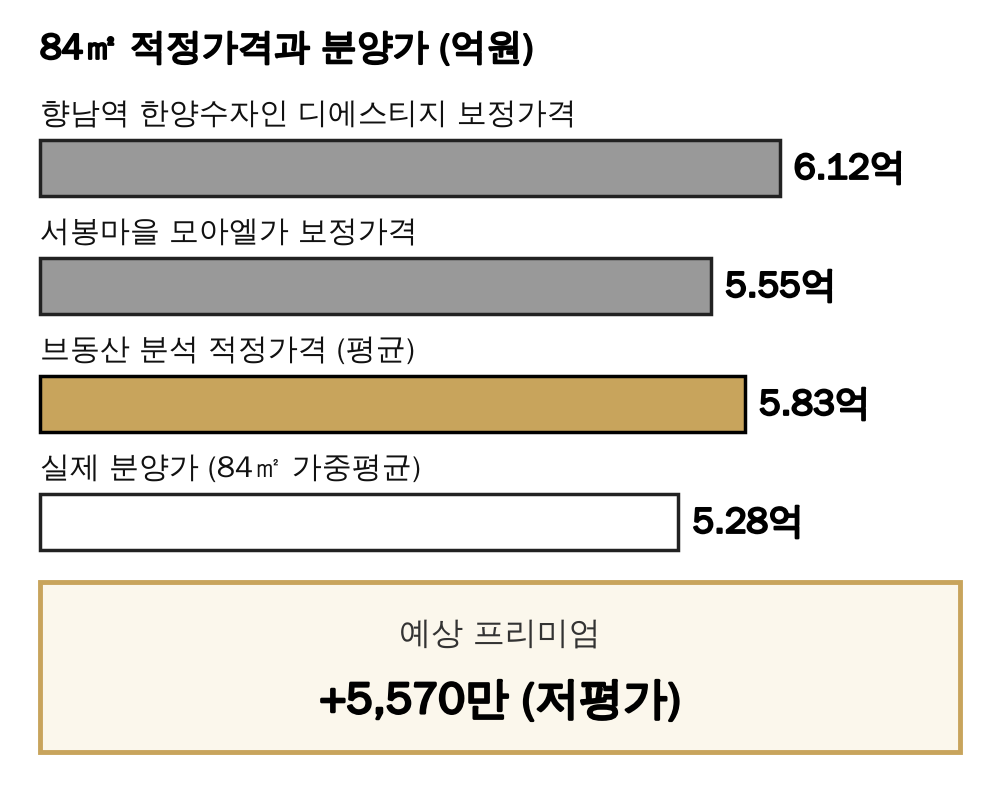 84㎡ 적정가격과 분양가 (억원)
향남역 한양수자인 디에스티지 보정가격
6.12억
서봉마을 모아엘가 보정가격
5.55억
브동산 분석 적정가격 (평균)
5.83억
실제 분양가 (84㎡ 가중평균)
5.28억
예상 프리미엄
+5,570만 (저평가)